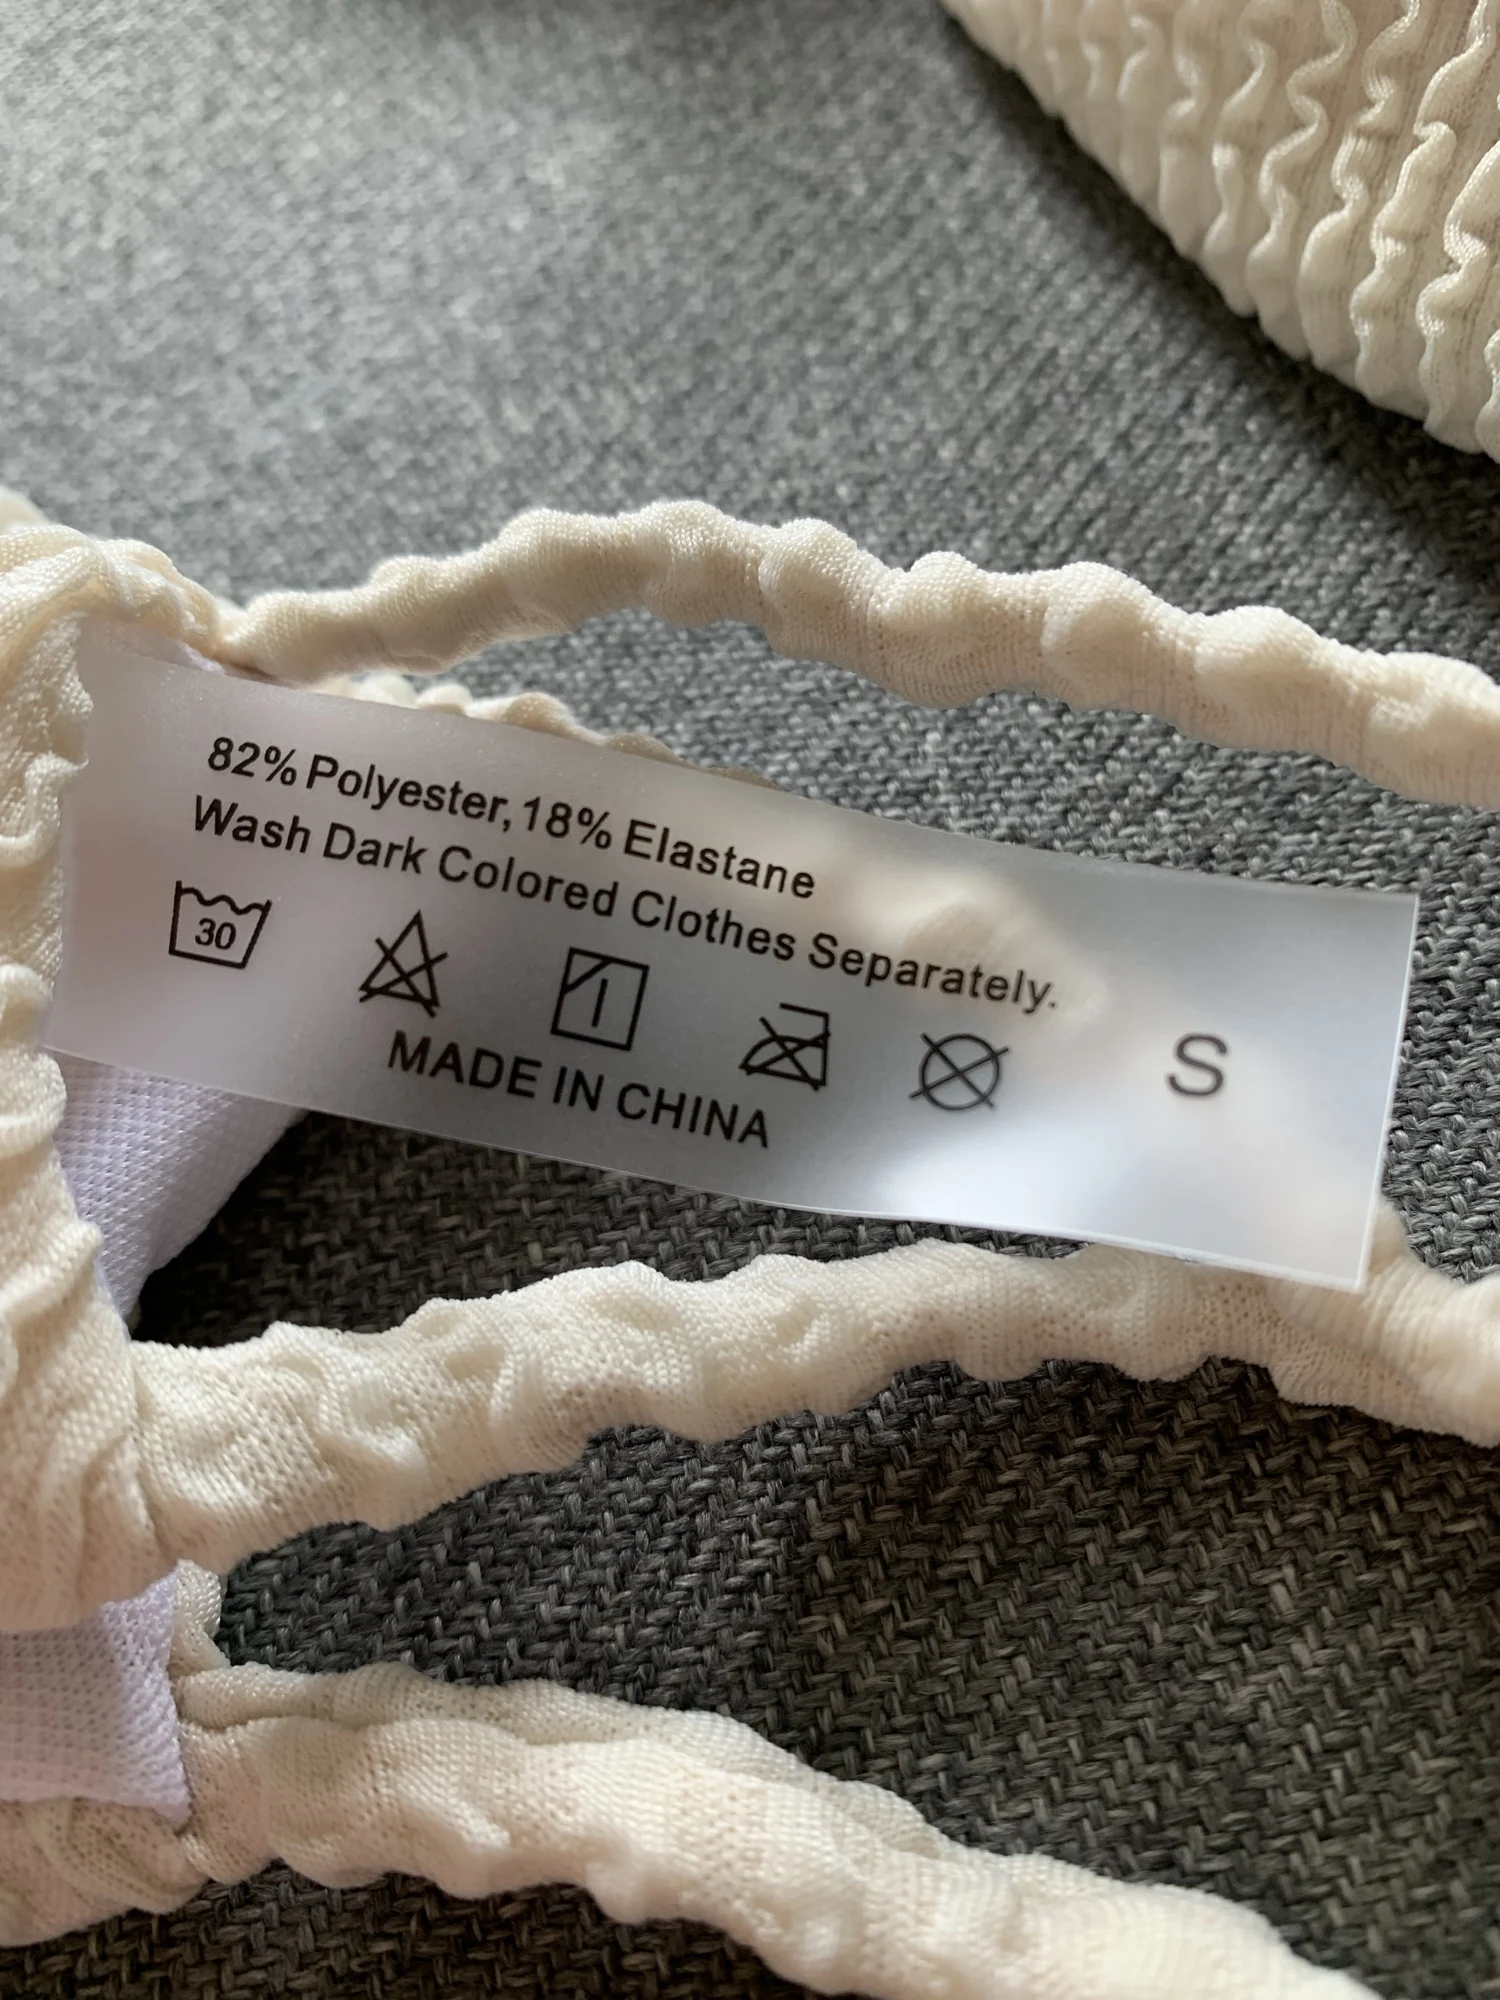 82% Polyester, 18% Elastane
Wash Dark Colored Clothes Separately.
30
MADE IN CHINA
S